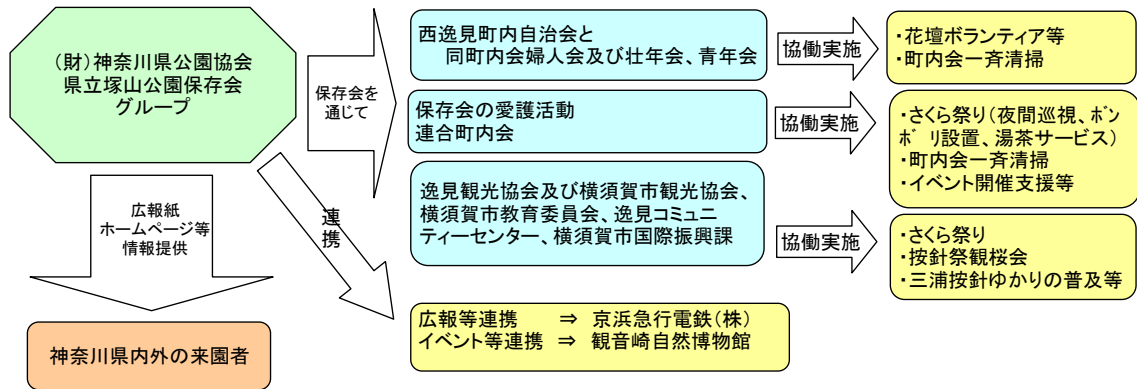 (財)神奈川県公園協会
県立塚山公園保存会
グループ
保存会を
通じて
西逸見町内自治会と
同町内会婦人会及び壮年会、青年会
協働実施
・花壇ボランティア等
・町内会一斉清掃
保存会の愛護活動
連合町内会
協働実施
・さくら祭り(夜間巡視、ボン
ボリ設置、湯茶サービス)
・町内会一斉清掃
・イベント開催支援等
逸見観光協会及び横須賀市観光協会、
横須賀市教育委員会、逸見コミュニ
ティーセンター、横須賀市国際振興課
協働実施
・さくら祭り
・按針祭観桜会
・三浦按針ゆかりの普及等
連携
広報等連携 ⇒ 京浜急行電鉄(株)
イベント等連携 ⇒ 観音崎自然博物館
広報紙
ホームページ等
情報提供
神奈川県内外の来園者